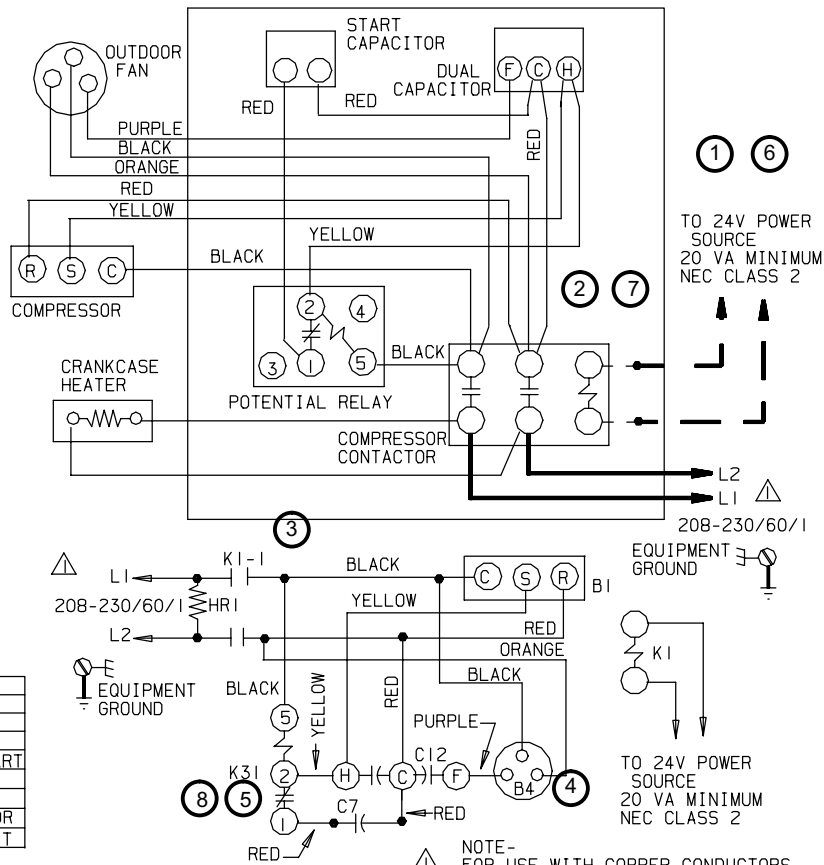 START
CAPACITOR
OUTDOOR
FAN
DUAL
CAPACITOR
F C H
RED
RED
RED
PURPLE
BLACK
ORANGE
RED
YELLOW
1 6
TO 24V POWER
SOURCE
20 VA MINIMUM
NEC CLASS 2
YELLOW
BLACK
R S C
COMPRESSOR
2 7
2 4
3 1 5
BLACK
CRANKCASE
HEATER
POTENTIAL RELAY
COMPRESSOR
CONTACTOR
L2
L1
208-230/60/1
3
EQUIPMENT
GROUND
K1-1
L1
BLACK
C S R
B1
208-230/60/1
HR1
YELLOW
L2
RED
ORANGE
K1
EQUIPMENT
GROUND
BLACK
YELLOW
RED
BLACK
5
PURPLE
C12
K31
2 H C F
B4
4
8 5
TO 24V POWER
SOURCE
20 VA MINIMUM
NEC CLASS 2
C7
1
RED
RED
NOTE-
FOR USE WITH COPPER CONDUCTORS